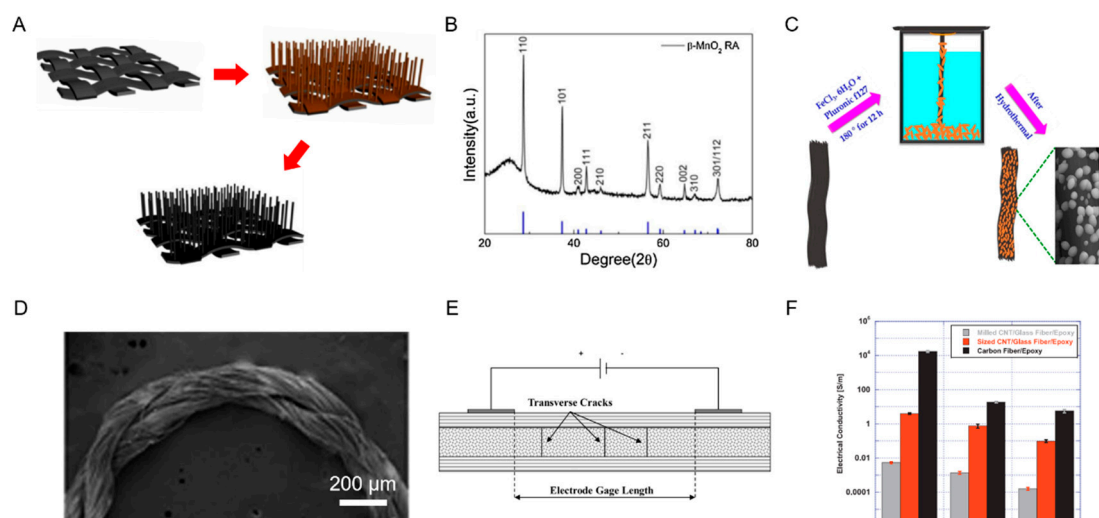 A
B
Intensity(a.u.)
β-MnO₂ RA
110
101
200
111
210
211
220
002
310
301/112
20
40
60
80
Degree(2θ)
C
FeCl₃. 6H₂O +
Pluronic f127
180 ° for 12 h
After
Hydrothermal
D
200 µm
E
+
-
Transverse Cracks
Electrode Gage Length
F
Electrical Conductivity [S/m]
10⁶
10⁴
100
1
0.01
0.0001
Milled CNT/Glass Fiber/Epoxy
Sized CNT/Glass Fiber/Epoxy
Carbon Fiber/Epoxy